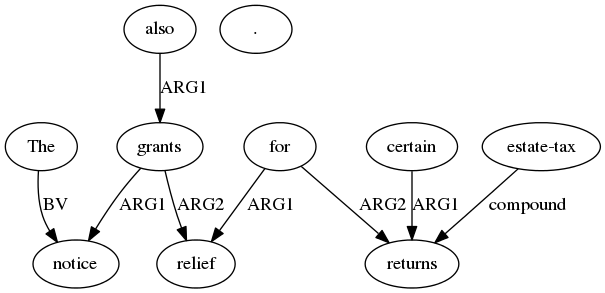 also .
ARG1
The grants for certain estate-tax
BV ARG1 ARG2 ARG1 ARG2 ARG1 compound
notice relief returns